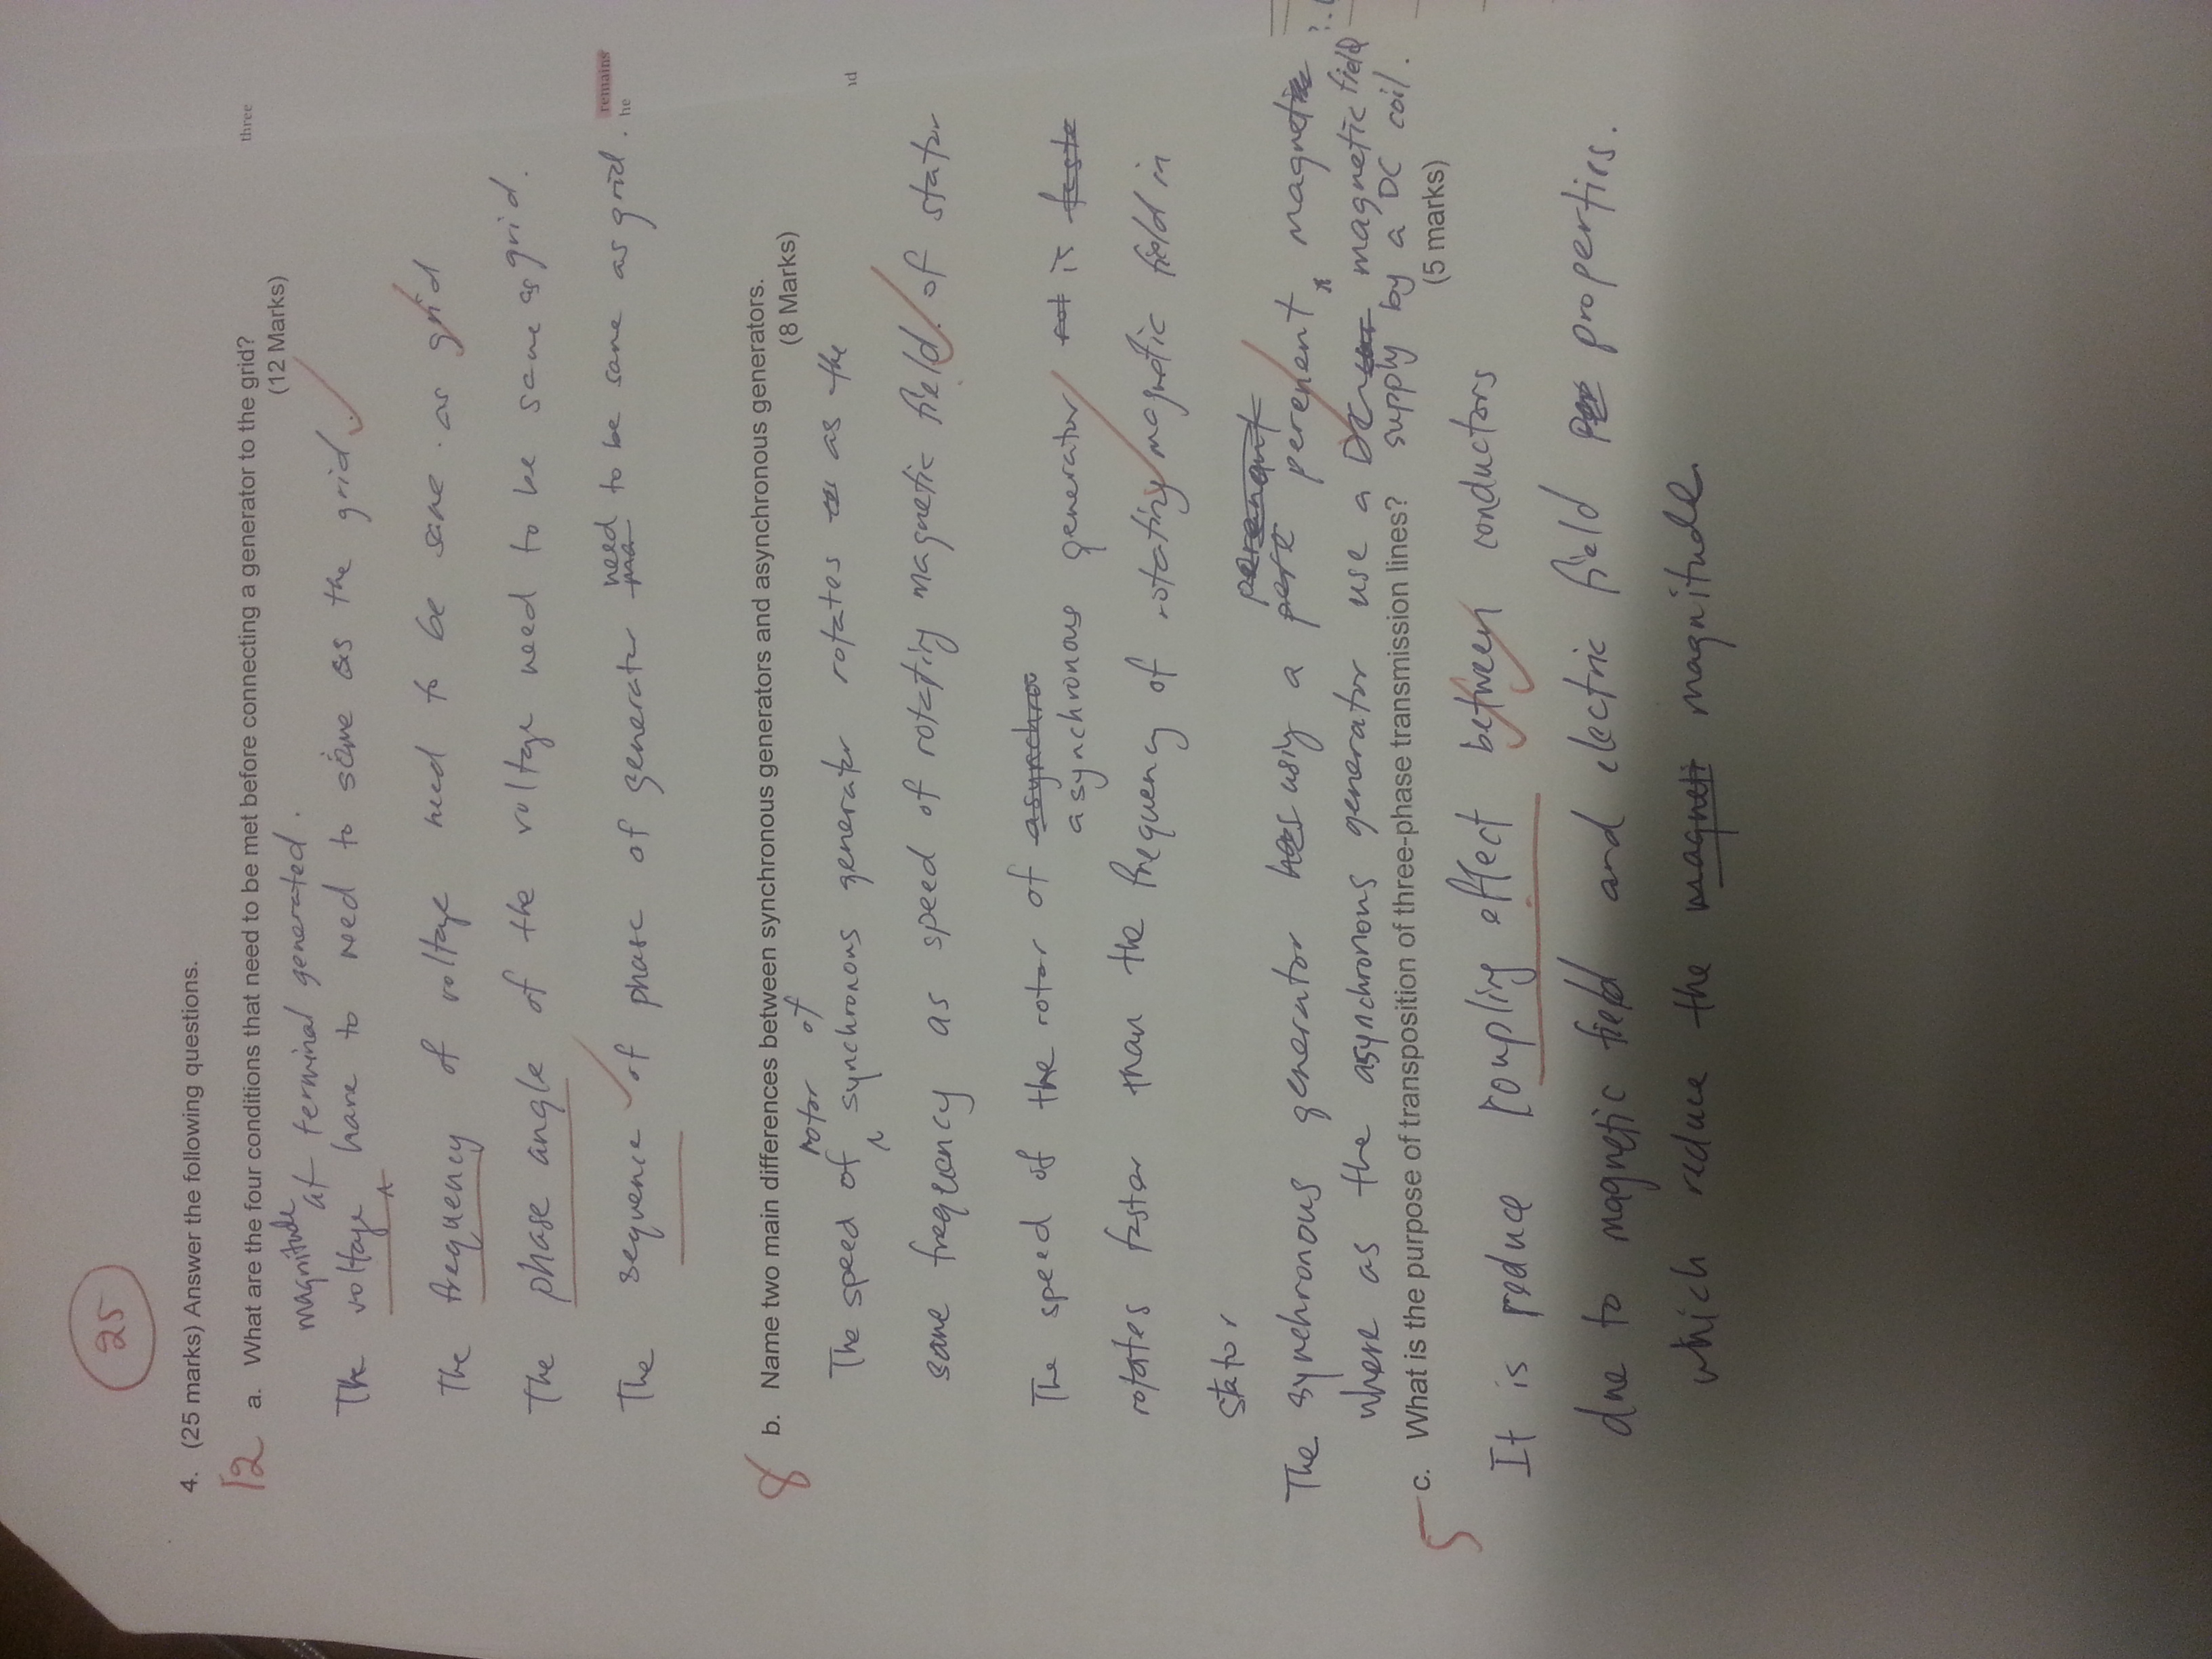 25
4. (25 marks) Answer the following questions.
12
a. What are the four conditions that need to be met before connecting a generator to the grid?
(12 Marks)
three
magnitude at terminal generated.
The voltage have to need to same as the grid.
The frequency of voltage need to be same as grid
The phase angle of the voltage need to be same as grid.
The sequence of phase of generator need to be same as grid.
remains
he
8
b. Name two main differences between synchronous generators and asynchronous generators.
(8 Marks)
rotor of
The speed of synchronous generator rotates as the
same frequency as speed of rotating magnetic field of stator
The speed of the rotor of asynchronous generator is
rotates faster than the frequency of rotating magnetic field in
stator
The synchronous generator using a perenent magnetic
where as the asynchronous generator use a DC magnetic field
supply by a DC coil.
5
c. What is the purpose of transposition of three-phase transmission lines?
(5 marks)
It is reduce coupling effect between conductors
due to magnetic field and electric field properties.
which reduce the magnitude